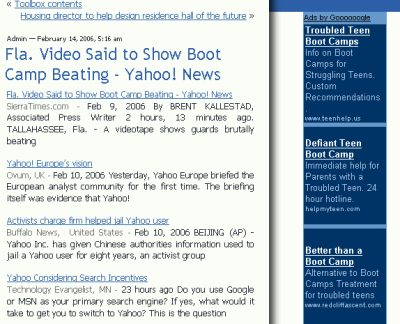 « Toolbox contents
Housing director to help design residence hall of the future »
Admin — February 14, 2006, 5:16 am
Fla. Video Said to Show Boot
Camp Beating - Yahoo! News
Fla. Video Said to Show Boot Camp Beating - Yahoo! News
SierraTimes.com - Feb 9, 2006 By BRENT KALLESTAD,
Associated Press Writer 2 hours, 13 minutes ago.
TALLAHASSEE, Fla. - A videotape shows guards brutally
beating
Yahoo! Europe's vision
Ovum, UK - Feb 10, 2006 Yesterday, Yahoo Europe briefed the
European analyst community for the first time. The briefing
itself was evidence that Yahoo!
Activists charge firm helped jail Yahoo user
Buffalo News, United States - Feb 10, 2006 BEIJING (AP) -
Yahoo Inc. has given Chinese authorities information used to
jail a Yahoo user for eight years, an activist group
Yahoo Considering Search Incentives
Technology Evangelist, MN - 23 hours ago Do you use Google
or MSN as your primary search engine? If yes, what would it
take to get you to switch to Yahoo? This is the question
Ads by Goooooogle
Troubled Teen
Boot Camps
Info on Boot
Camps for
Struggling Teens.
Custom
Recommendations
www.teenhelp.us
Defiant Teen
Boot Camps
Immediate help for
Parents with a
Troubled Teen. 24
hour hotline.
helpmyteen.com
Better than a
Boot Camp
Alternative to Boot
Camps Treatment
for troubled teens
www.redcliffascent.com